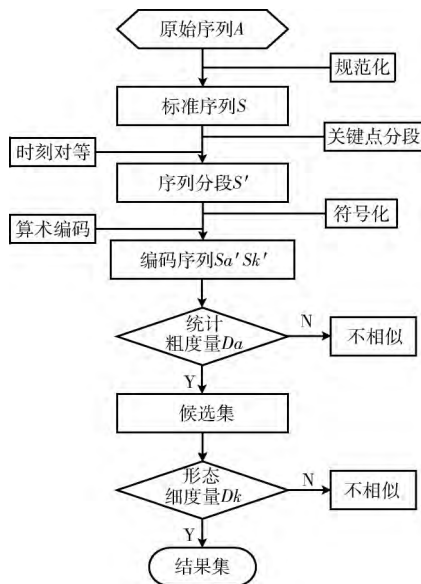 原始序列A
规范化
标准序列S
关键点分段
时刻对等
序列分段S'
符号化
算术编码
编码序列Sa' Sk'
统计
粗度量Da
N
不相似
Y
候选集
形态
细度量Dk
N
不相似
Y
结果集